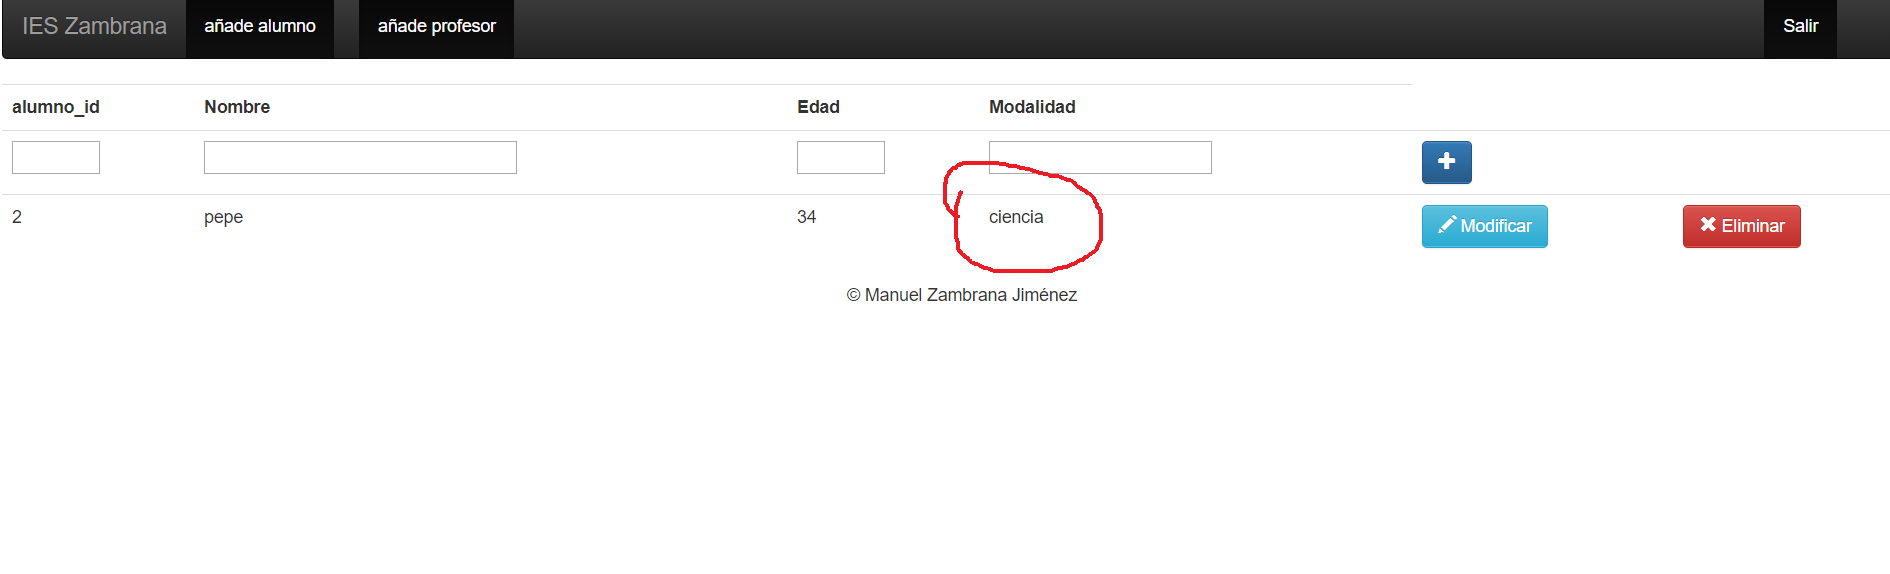 IES Zambrana añade alumno añade profesor Salir
alumno_id Nombre Edad Modalidad
2 pepe 34 ciencia Modificar Eliminar
© Manuel Zambrana Jiménez